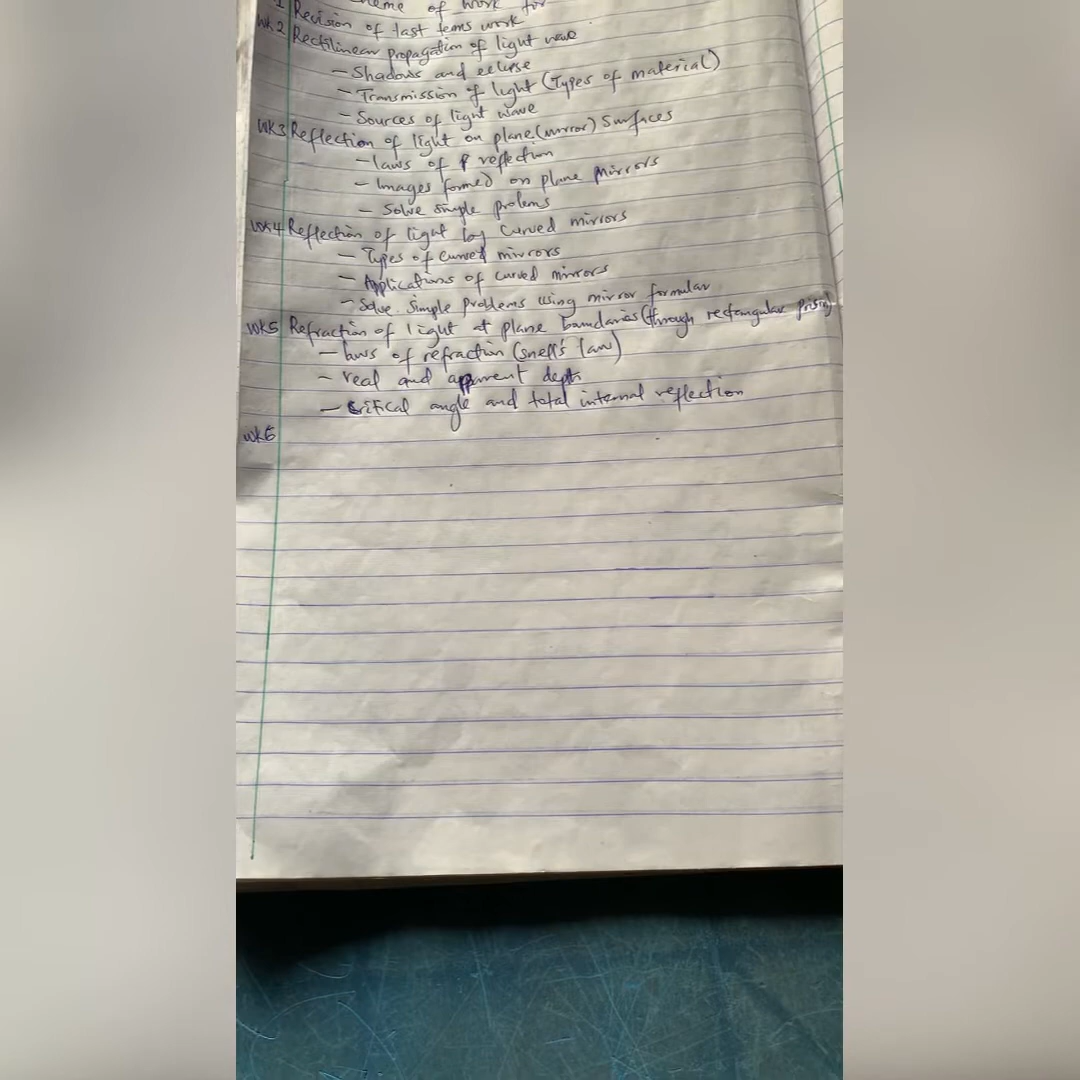 heme of work for
1 Revision of last terms work
Wk 2 Rectilinear propagation of light wave
- Shadows and eclipse
- Transmission of light (Types of material)
- Sources of light wave
Wk3 Reflection of light on plane (mirror) Surfaces
- laws of reflection
- Images formed on plane Mirrors
- Solve simple prolems
Wk4 Reflection of light by Curved mirrors
- Types of Curved mirrors
- Applications of curved mirrors
- Solve. Simple problems using mirror formular
Wk5 Refraction of light at plane boundaries (through rectangular prism)
- laws of refraction (snell's law)
- real and apparent depth
- Critical angle and total internal reflection
Wk6